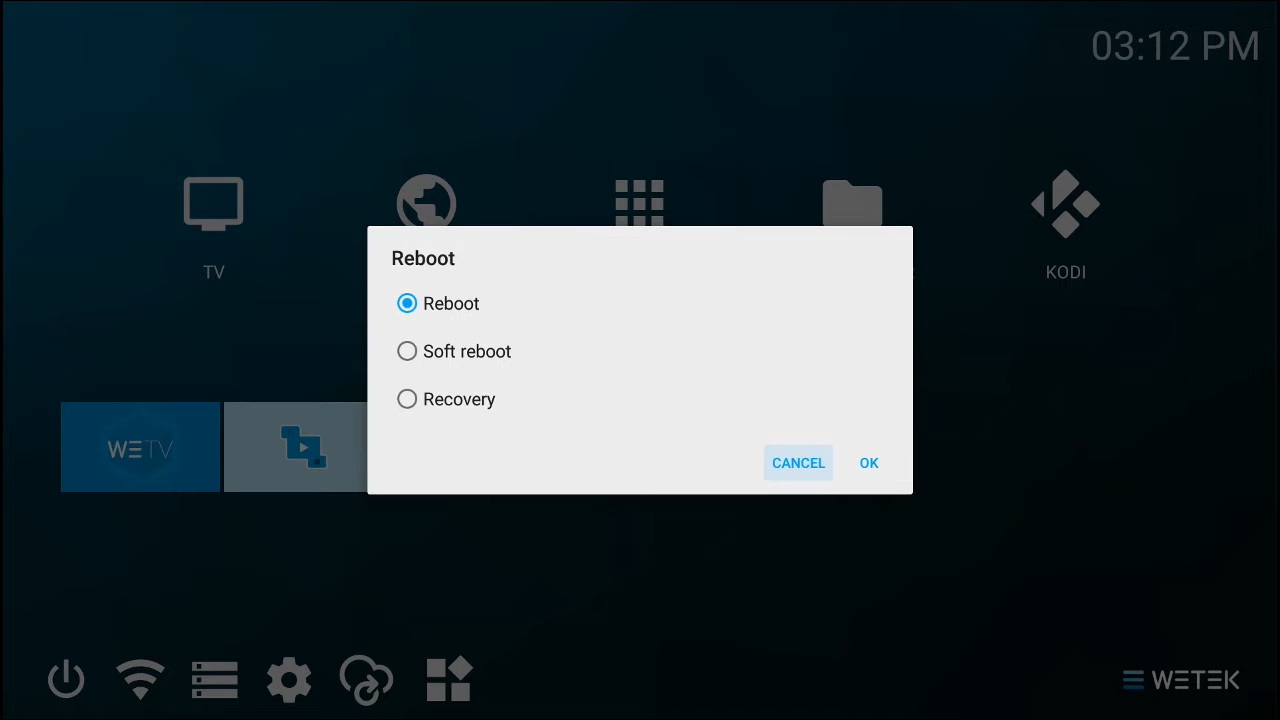 03:12 PM
TV
KODI
Reboot
Reboot
Soft reboot
Recovery
CANCEL
OK
WETV
WETEK